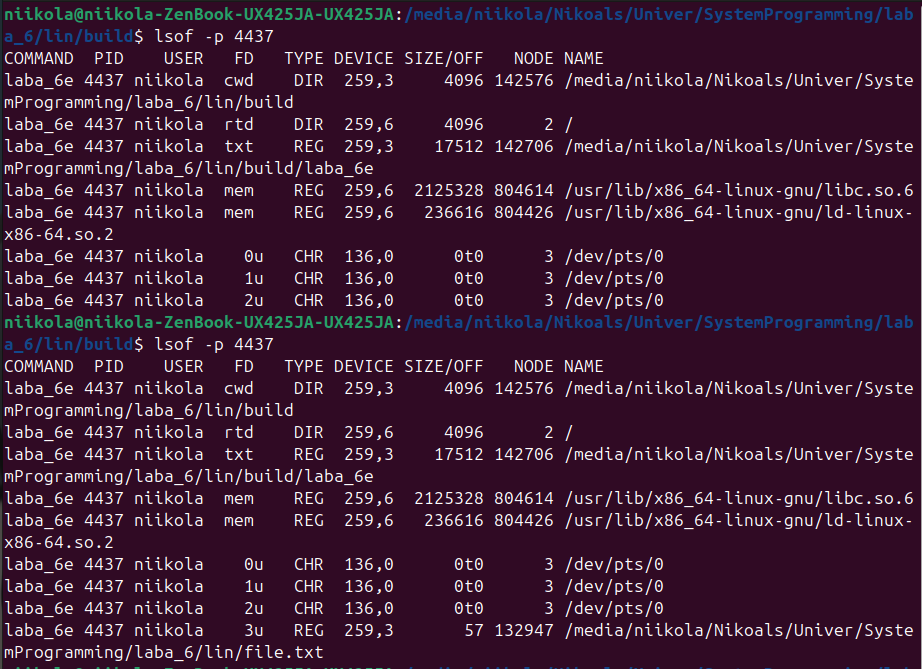 niikola@niikola-ZenBook-UX425JA-UX425JA:/media/niikola/Nikoals/Univer/SystemProgramming/lab
a_6/lin/build$ lsof -p 4437
COMMAND  PID    USER   FD   TYPE DEVICE SIZE/OFF   NODE NAME
laba_6e 4437 niikola  cwd    DIR  259,3     4096 142576 /media/niikola/Nikoals/Univer/Syste
mProgramming/laba_6/lin/build
laba_6e 4437 niikola  rtd    DIR  259,6     4096      2 /
laba_6e 4437 niikola  txt    REG  259,3    17512 142706 /media/niikola/Nikoals/Univer/Syste
mProgramming/laba_6/lin/build/laba_6e
laba_6e 4437 niikola  mem    REG  259,6  2125328 804614 /usr/lib/x86_64-linux-gnu/libc.so.6
laba_6e 4437 niikola  mem    REG  259,6   236616 804426 /usr/lib/x86_64-linux-gnu/ld-linux-
x86-64.so.2
laba_6e 4437 niikola    0u   CHR  136,0      0t0      3 /dev/pts/0
laba_6e 4437 niikola    1u   CHR  136,0      0t0      3 /dev/pts/0
laba_6e 4437 niikola    2u   CHR  136,0      0t0      3 /dev/pts/0
niikola@niikola-ZenBook-UX425JA-UX425JA:/media/niikola/Nikoals/Univer/SystemProgramming/lab
a_6/lin/build$ lsof -p 4437
COMMAND  PID    USER   FD   TYPE DEVICE SIZE/OFF   NODE NAME
laba_6e 4437 niikola  cwd    DIR  259,3     4096 142576 /media/niikola/Nikoals/Univer/Syste
mProgramming/laba_6/lin/build
laba_6e 4437 niikola  rtd    DIR  259,6     4096      2 /
laba_6e 4437 niikola  txt    REG  259,3    17512 142706 /media/niikola/Nikoals/Univer/Syste
mProgramming/laba_6/lin/build/laba_6e
laba_6e 4437 niikola  mem    REG  259,6  2125328 804614 /usr/lib/x86_64-linux-gnu/libc.so.6
laba_6e 4437 niikola  mem    REG  259,6   236616 804426 /usr/lib/x86_64-linux-gnu/ld-linux-
x86-64.so.2
laba_6e 4437 niikola    0u   CHR  136,0      0t0      3 /dev/pts/0
laba_6e 4437 niikola    1u   CHR  136,0      0t0      3 /dev/pts/0
laba_6e 4437 niikola    2u   CHR  136,0      0t0      3 /dev/pts/0
laba_6e 4437 niikola    3u   REG  259,3       57 132947 /media/niikola/Nikoals/Univer/Syste
mProgramming/laba_6/lin/file.txt